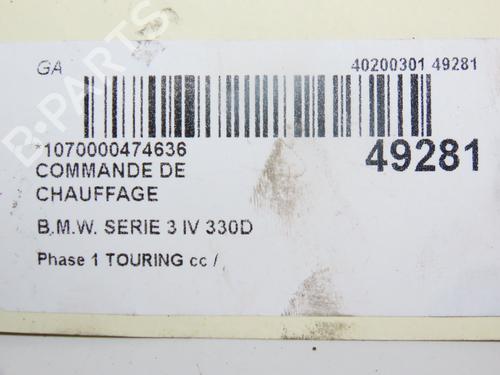 GA
40200301 49281
*1070000474636
49281
COMMANDE DE
CHAUFFAGE
B.M.W. SERIE 3 IV 330D
Phase 1 TOURING cc /
B-PARTS